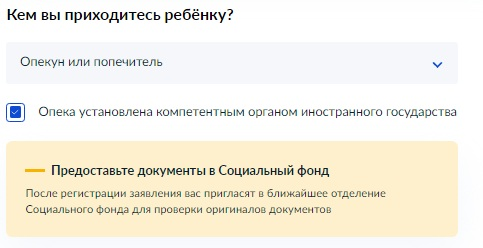 Кем вы приходитесь ребёнку?
Опекун или попечитель
Опека установлена компетентным органом иностранного государства
Предоставьте документы в Социальный фонд
После регистрации заявления вас пригласят в ближайшее отделение
Социального фонда для проверки оригиналов документов